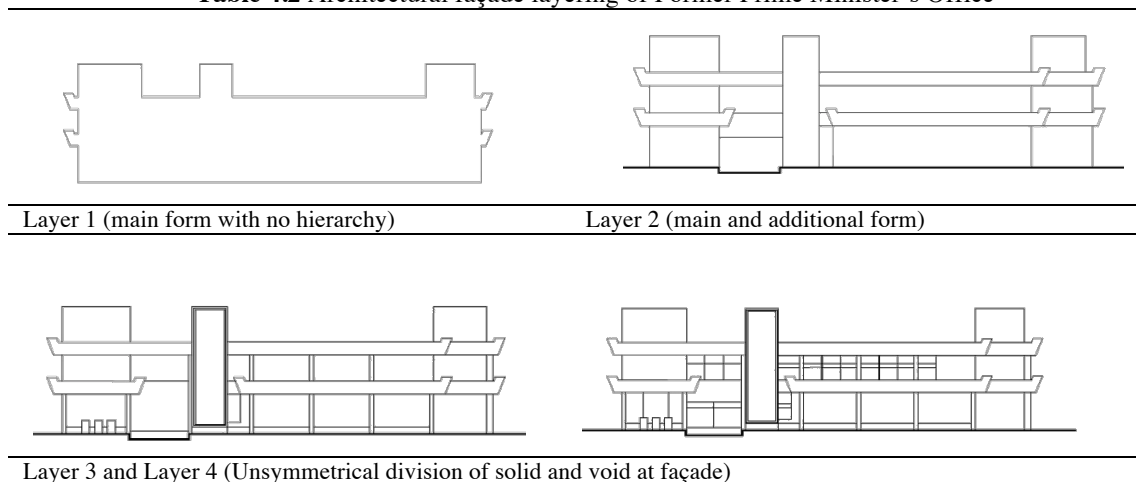 Table 4.2 Architectural façade layering of Former Prime Minister's Office
Layer 1 (main form with no hierarchy)
Layer 2 (main and additional form)
Layer 3 and Layer 4 (Unsymmetrical division of solid and void at façade)